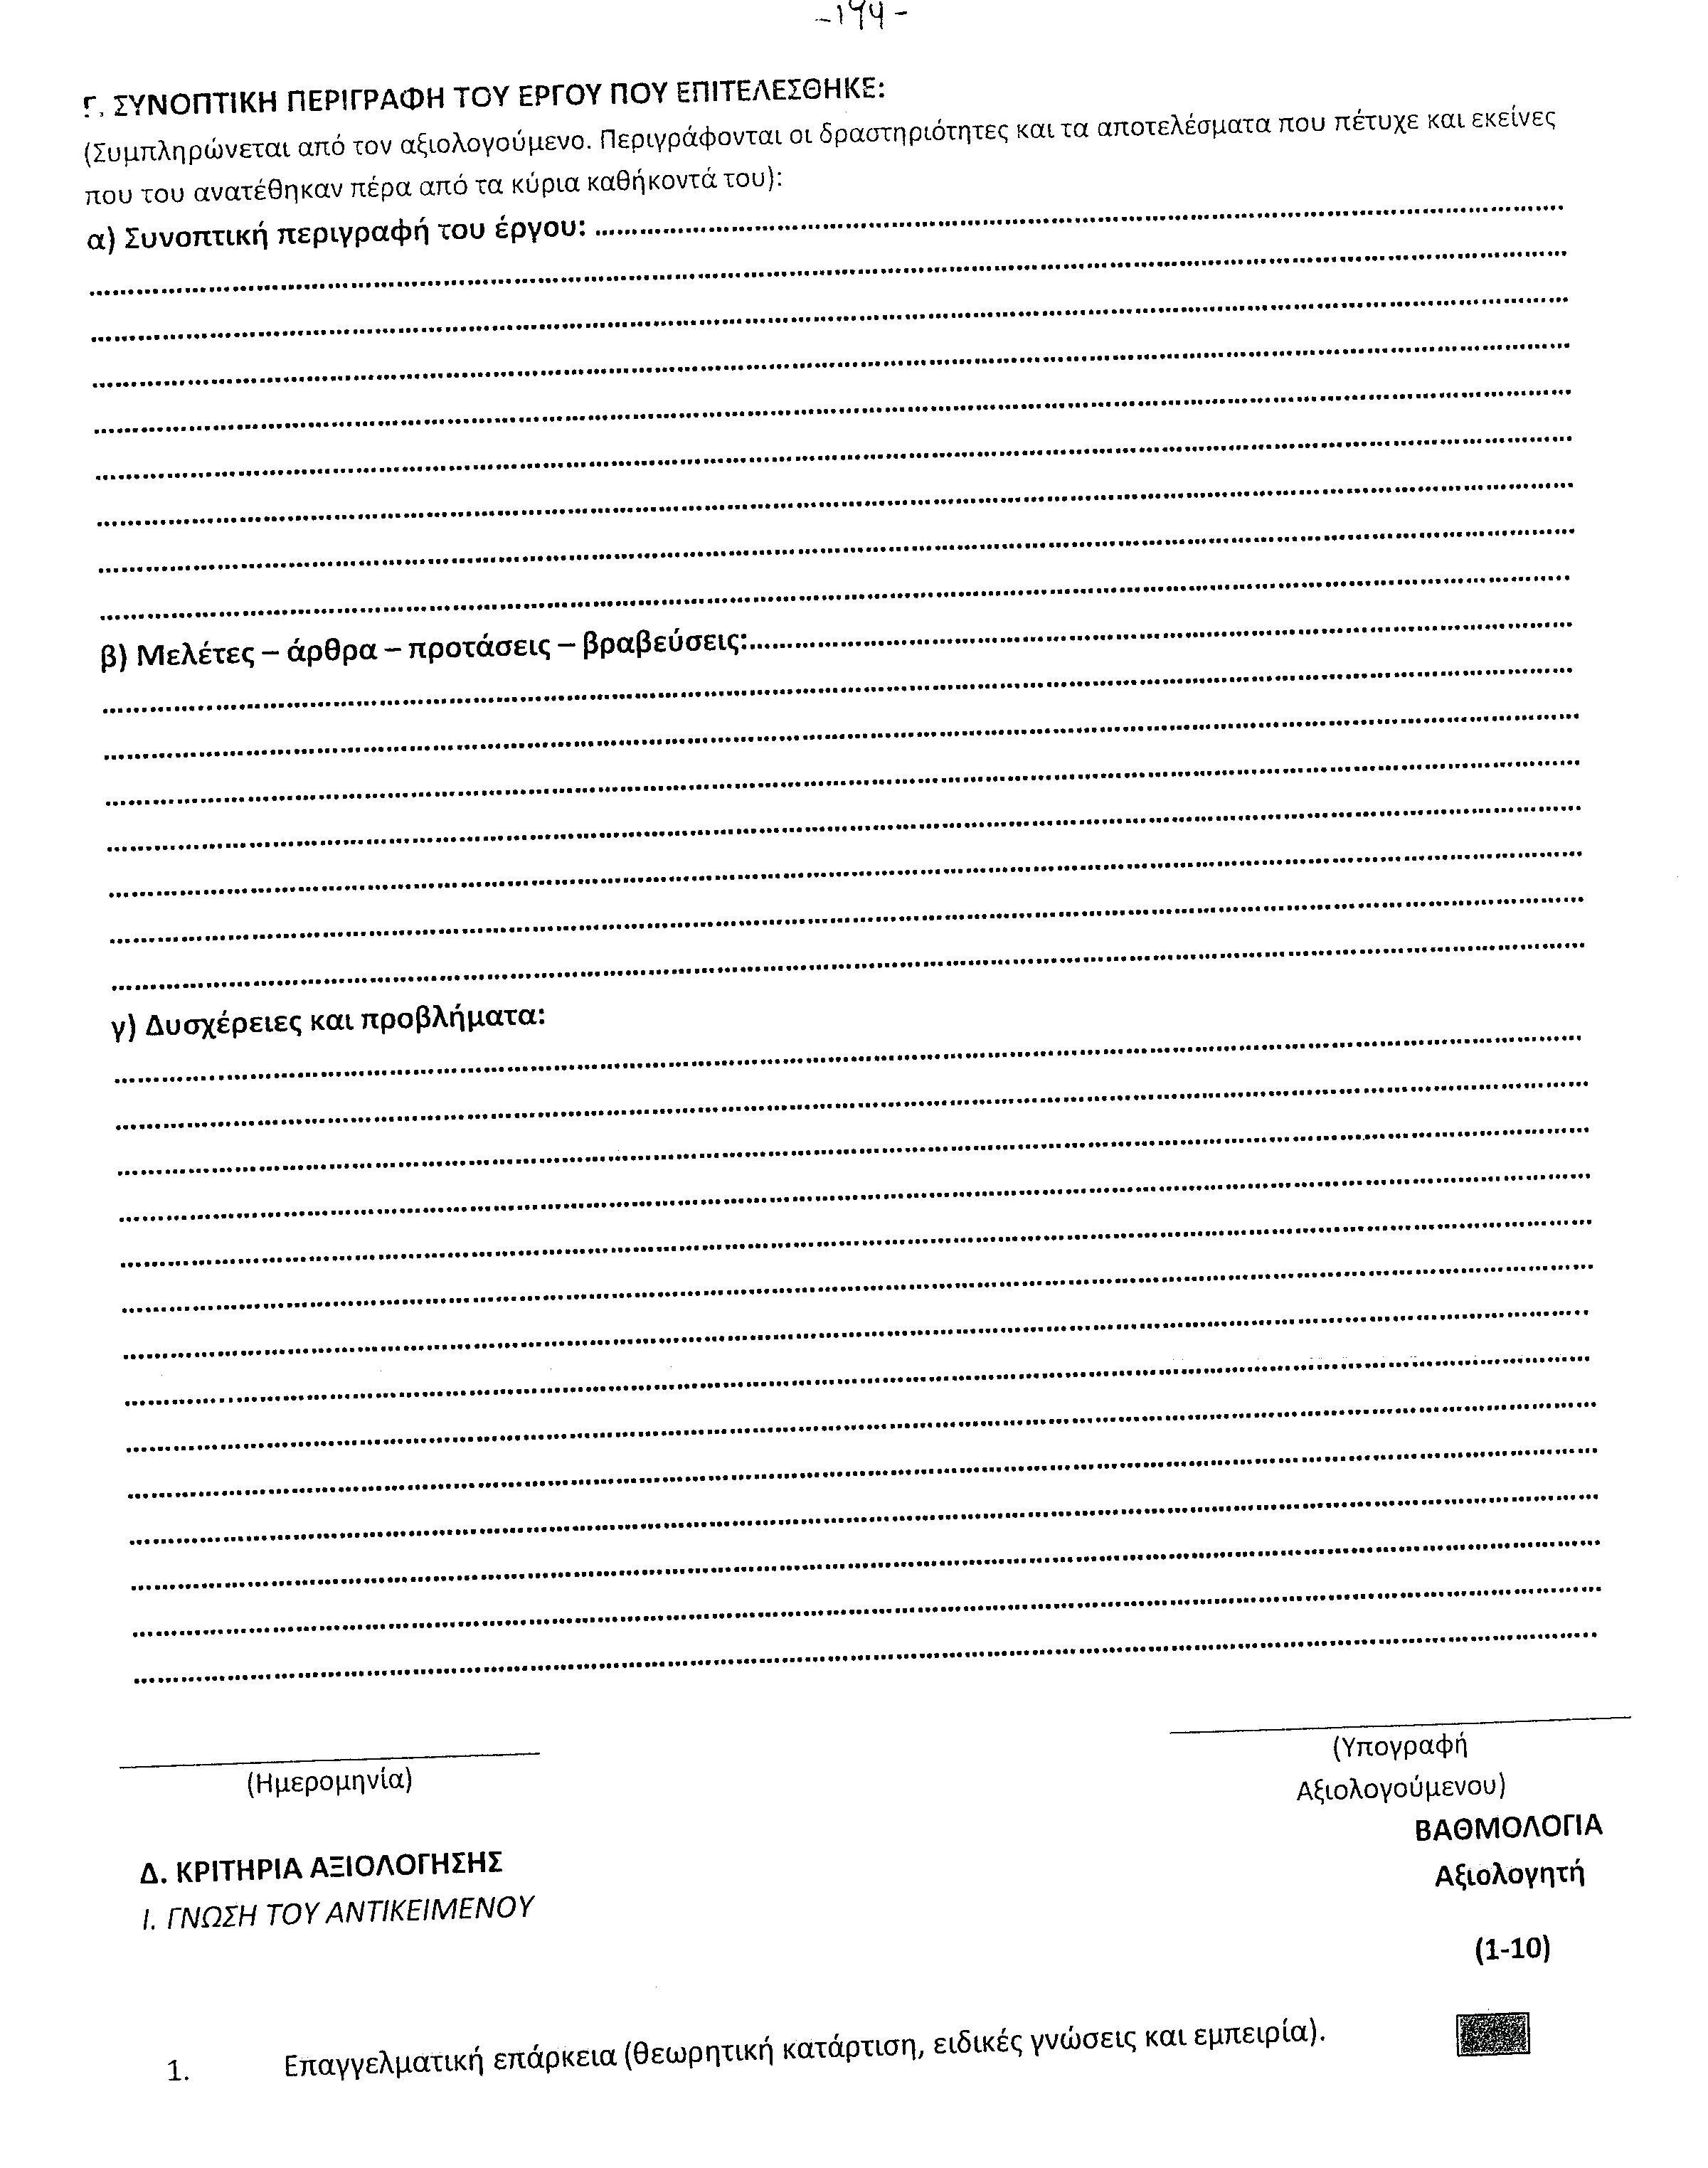 -194-
Γ. ΣΥΝΟΠΤΙΚΗ ΠΕΡΙΓΡΑΦΗ ΤΟΥ ΕΡΓΟΥ ΠΟΥ ΕΠΙΤΕΛΕΣΘΗΚΕ:
(Συμπληρώνεται από τον αξιολογούμενο. Περιγράφονται οι δραστηριότητες και τα αποτελέσματα που πέτυχε και εκείνες
που του ανατέθηκαν πέρα από τα κύρια καθήκοντά του):
α) Συνοπτική περιγραφή του έργου:
β) Μελέτες – άρθρα – προτάσεις – βραβεύσεις:
γ) Δυσχέρειες και προβλήματα:
(Ημερομηνία)
(Υπογραφή
Αξιολογούμενου)
ΒΑΘΜΟΛΟΓΙΑ
Αξιολογητή
(1-10)
Δ. ΚΡΙΤΗΡΙΑ ΑΞΙΟΛΟΓΗΣΗΣ
Ι. ΓΝΩΣΗ ΤΟΥ ΑΝΤΙΚΕΙΜΕΝΟΥ
1. Επαγγελματική επάρκεια (θεωρητική κατάρτιση, ειδικές γνώσεις και εμπειρία).